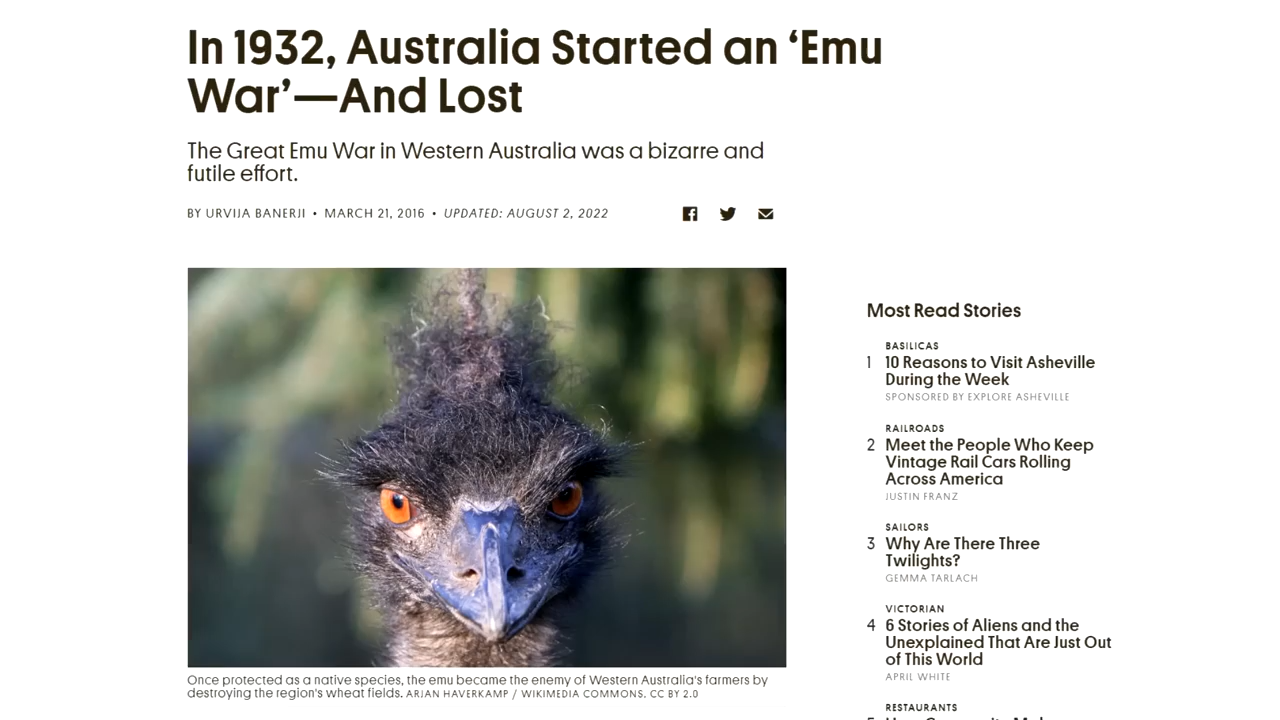 In 1932, Australia Started an ‘Emu
War’—And Lost
The Great Emu War in Western Australia was a bizarre and
futile effort.
BY URVIJA BANERJI • MARCH 21, 2016 • UPDATED: AUGUST 2, 2022
Once protected as a native species, the emu became the enemy of Western Australia's farmers by
destroying the region's wheat fields. ARJAN HAVERKAMP / WIKIMEDIA COMMONS. CC BY 2.0
Most Read Stories
BASILICAS
1 10 Reasons to Visit Asheville
During the Week
SPONSORED BY EXPLORE ASHEVILLE
RAILROADS
2 Meet the People Who Keep
Vintage Rail Cars Rolling
Across America
JUSTIN FRANZ
SAILORS
3 Why Are There Three
Twilights?
GEMMA TARLACH
VICTORIAN
4 6 Stories of Aliens and the
Unexplained That Are Just Out
of This World
APRIL WHITE
RESTAURANTS